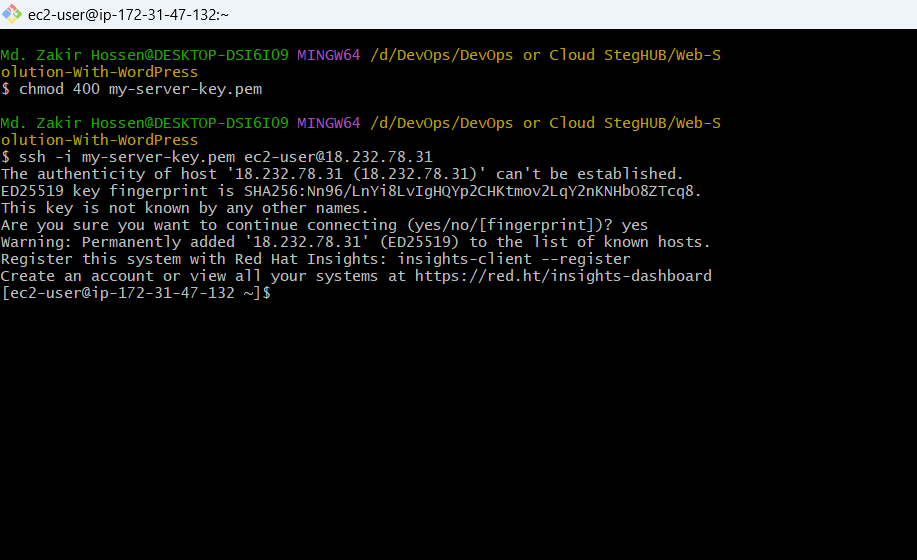 ec2-user@ip-172-31-47-132:~
Md. Zakir Hossen@DESKTOP-DSI6IO9 MINGW64 /d/DevOps/DevOps or Cloud StegHUB/Web-S
olution-With-WordPress
$ chmod 400 my-server-key.pem
Md. Zakir Hossen@DESKTOP-DSI6IO9 MINGW64 /d/DevOps/DevOps or Cloud StegHUB/Web-S
olution-With-WordPress
$ ssh -i my-server-key.pem ec2-user@18.232.78.31
The authenticity of host '18.232.78.31 (18.232.78.31)' can't be established.
ED25519 key fingerprint is SHA256:Nn96/LnYi8LvIgHQYp2CHKtmov2LqY2nKNHbO8ZTcq8.
This key is not known by any other names.
Are you sure you want to continue connecting (yes/no/[fingerprint])? yes
Warning: Permanently added '18.232.78.31' (ED25519) to the list of known hosts.
Register this system with Red Hat Insights: insights-client --register
Create an account or view all your systems at https://red.ht/insights-dashboard
[ec2-user@ip-172-31-47-132 ~]$